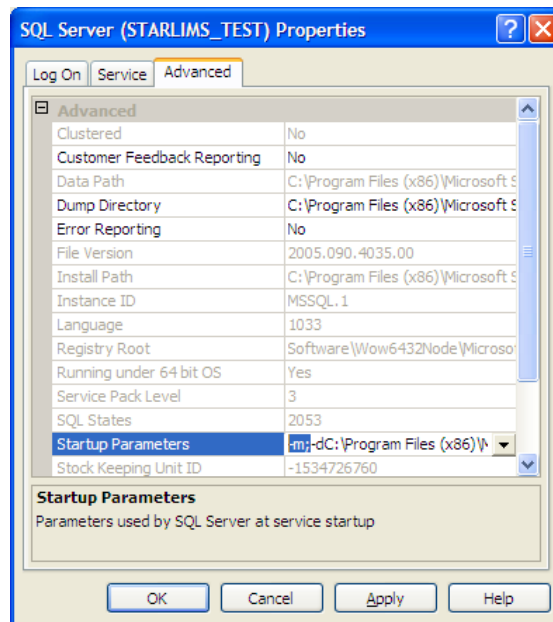 SQL Server (STARLIMS_TEST) Properties
Log On Service Advanced
Advanced
Clustered No
Customer Feedback Reporting No
Data Path C:\Program Files (x86)\Microsoft S
Dump Directory C:\Program Files (x86)\Microsoft S
Error Reporting No
File Version 2005.090.4035.00
Install Path C:\Program Files (x86)\Microsoft S
Instance ID MSSQL.1
Language 1033
Registry Root Software\Wow6432Node\Microso
Running under 64 bit OS Yes
Service Pack Level 3
SQL States 2053
Startup Parameters -m;-dC:\Program Files (x86)\M
Stock Keeping Unit ID -1534726760
Startup Parameters
Parameters used by SQL Server at service startup
OK Cancel Apply Help